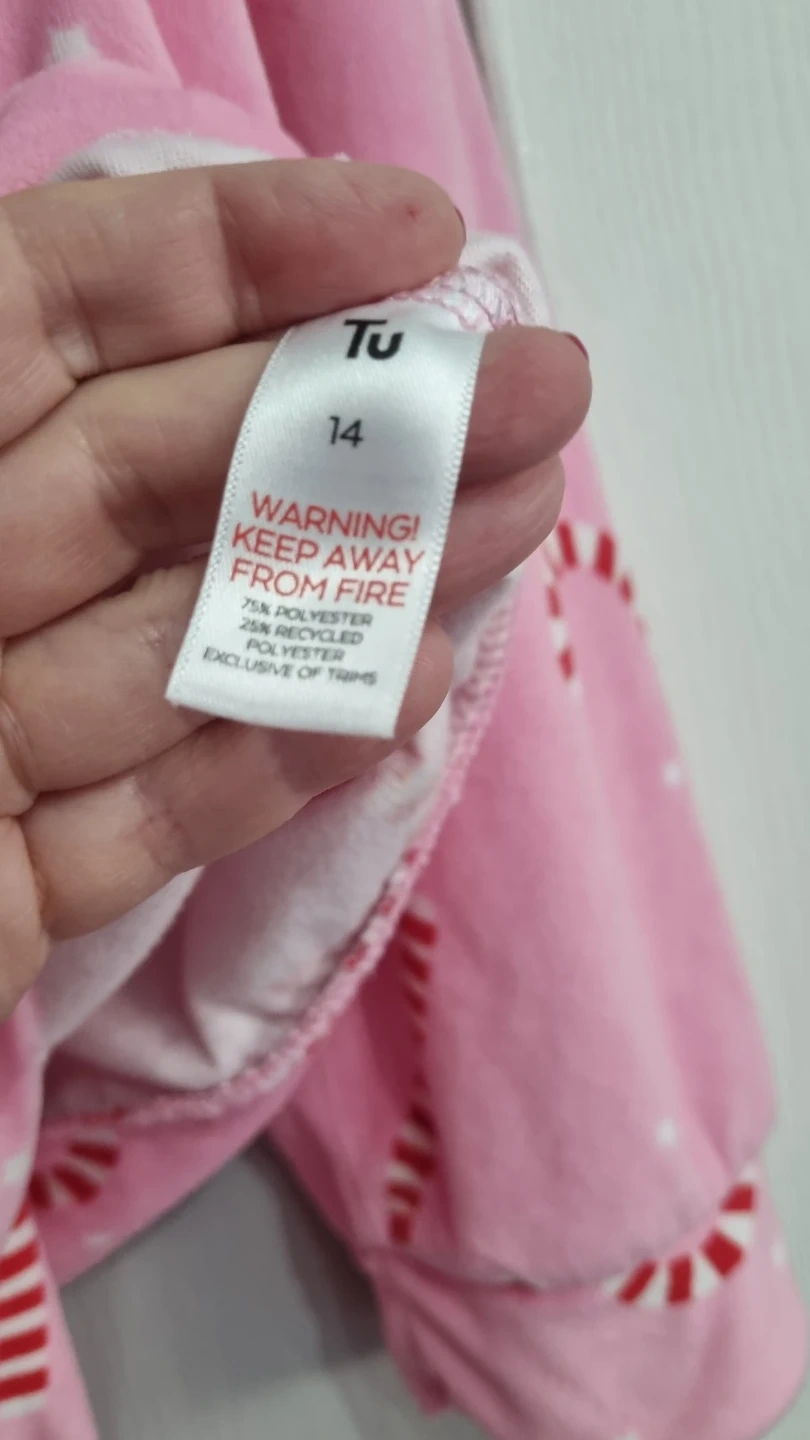 Tu
14
WARNING!
KEEP AWAY
FROM FIRE
75% POLYESTER
25% RECYCLED
POLYESTER
EXCLUSIVE OF TRIMS